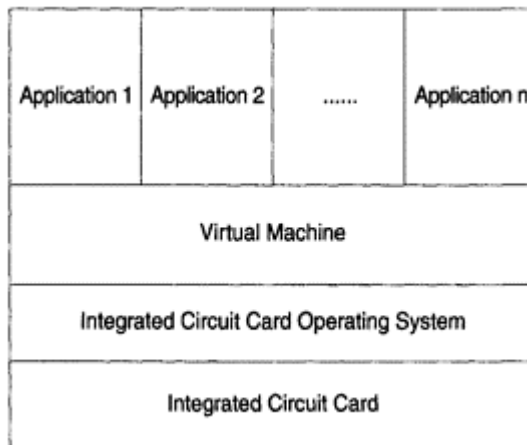 Application 1
Application 2
......
Application n
Virtual Machine
Integrated Circuit Card Operating System
Integrated Circuit Card